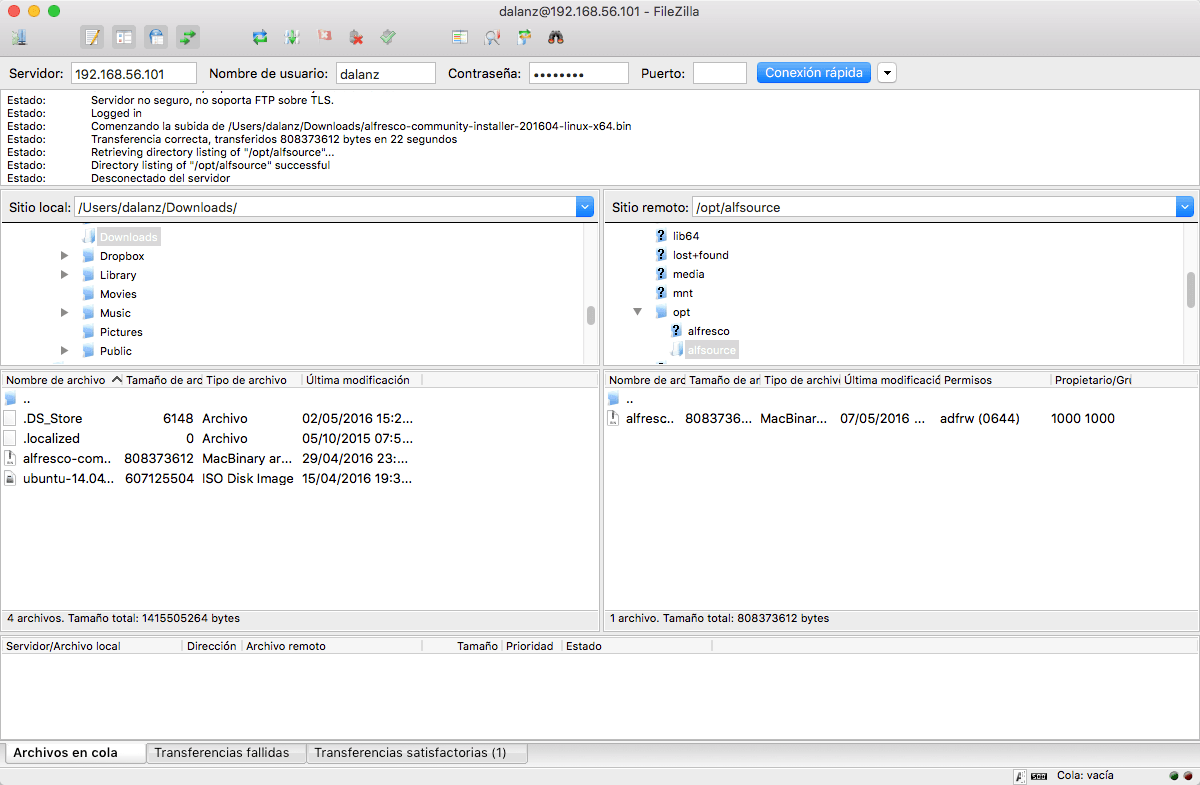 dalanz@192.168.56.101 - FileZilla
Servidor: 192.168.56.101 Nombre de usuario: dalanz Contraseña: •••••••• Puerto: Conexión rápida
Estado: Servidor no seguro, no soporta FTP sobre TLS.
Estado: Logged in
Estado: Comenzando la subida de /Users/dalanz/Downloads/alfresco-community-installer-201604-linux-x64.bin
Estado: Transferencia correcta, transferidos 808373612 bytes en 22 segundos
Estado: Retrieving directory listing of "/opt/alfsource"...
Estado: Directory listing of "/opt/alfsource" successful
Estado: Desconectado del servidor
Sitio local: /Users/dalanz/Downloads/
Downloads
Dropbox
Library
Movies
Music
Pictures
Public
Sitio remoto: /opt/alfsource
lib64
lost+found
media
mnt
opt
alfresco
alfsource
Nombre de archivo Tamaño de arc Tipo de archivo Última modificación
..
.DS_Store 6148 Archivo 02/05/2016 15:2...
.localized 0 Archivo 05/10/2015 07:5...
alfresco-com... 808373612 MacBinary ar... 29/04/2016 23:...
ubuntu-14.04... 607125504 ISO Disk Image 15/04/2016 19:3...
4 archivos. Tamaño total: 1415505264 bytes
Nombre de arc Tamaño de ar Tipo de archivi Última modificació Permisos Propietario/Gru
..
alfresc... 8083736... MacBinar... 07/05/2016 ... adfrw (0644) 1000 1000
1 archivo. Tamaño total: 808373612 bytes
Servidor/Archivo local Dirección Archivo remoto Tamaño Prioridad Estado
Archivos en cola Transferencias fallidas Transferencias satisfactorias (1)
Cola: vacía